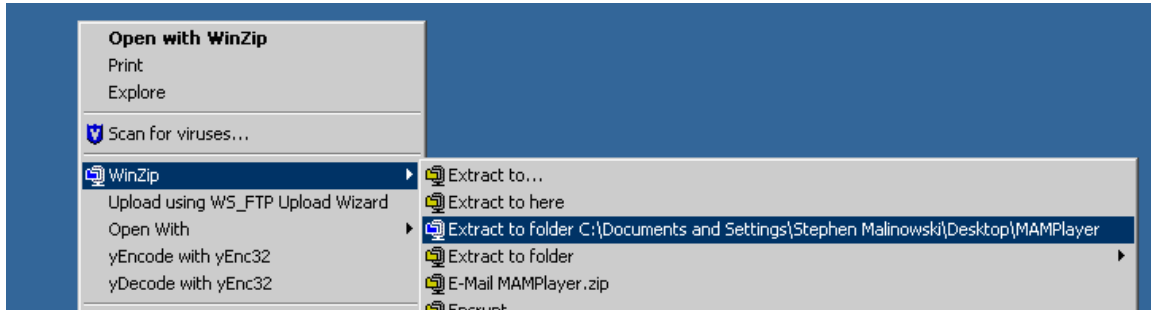 Open with WinZip
Print
Explore
Scan for viruses...
WinZip
Upload using WS_FTP Upload Wizard
Open With
yEncode with yEnc32
yDecode with yEnc32
Extract to...
Extract to here
Extract to folder C:\Documents and Settings\Stephen Malinowski\Desktop\MAMPlayer
Extract to folder
E-Mail MAMPlayer.zip
Encrypt